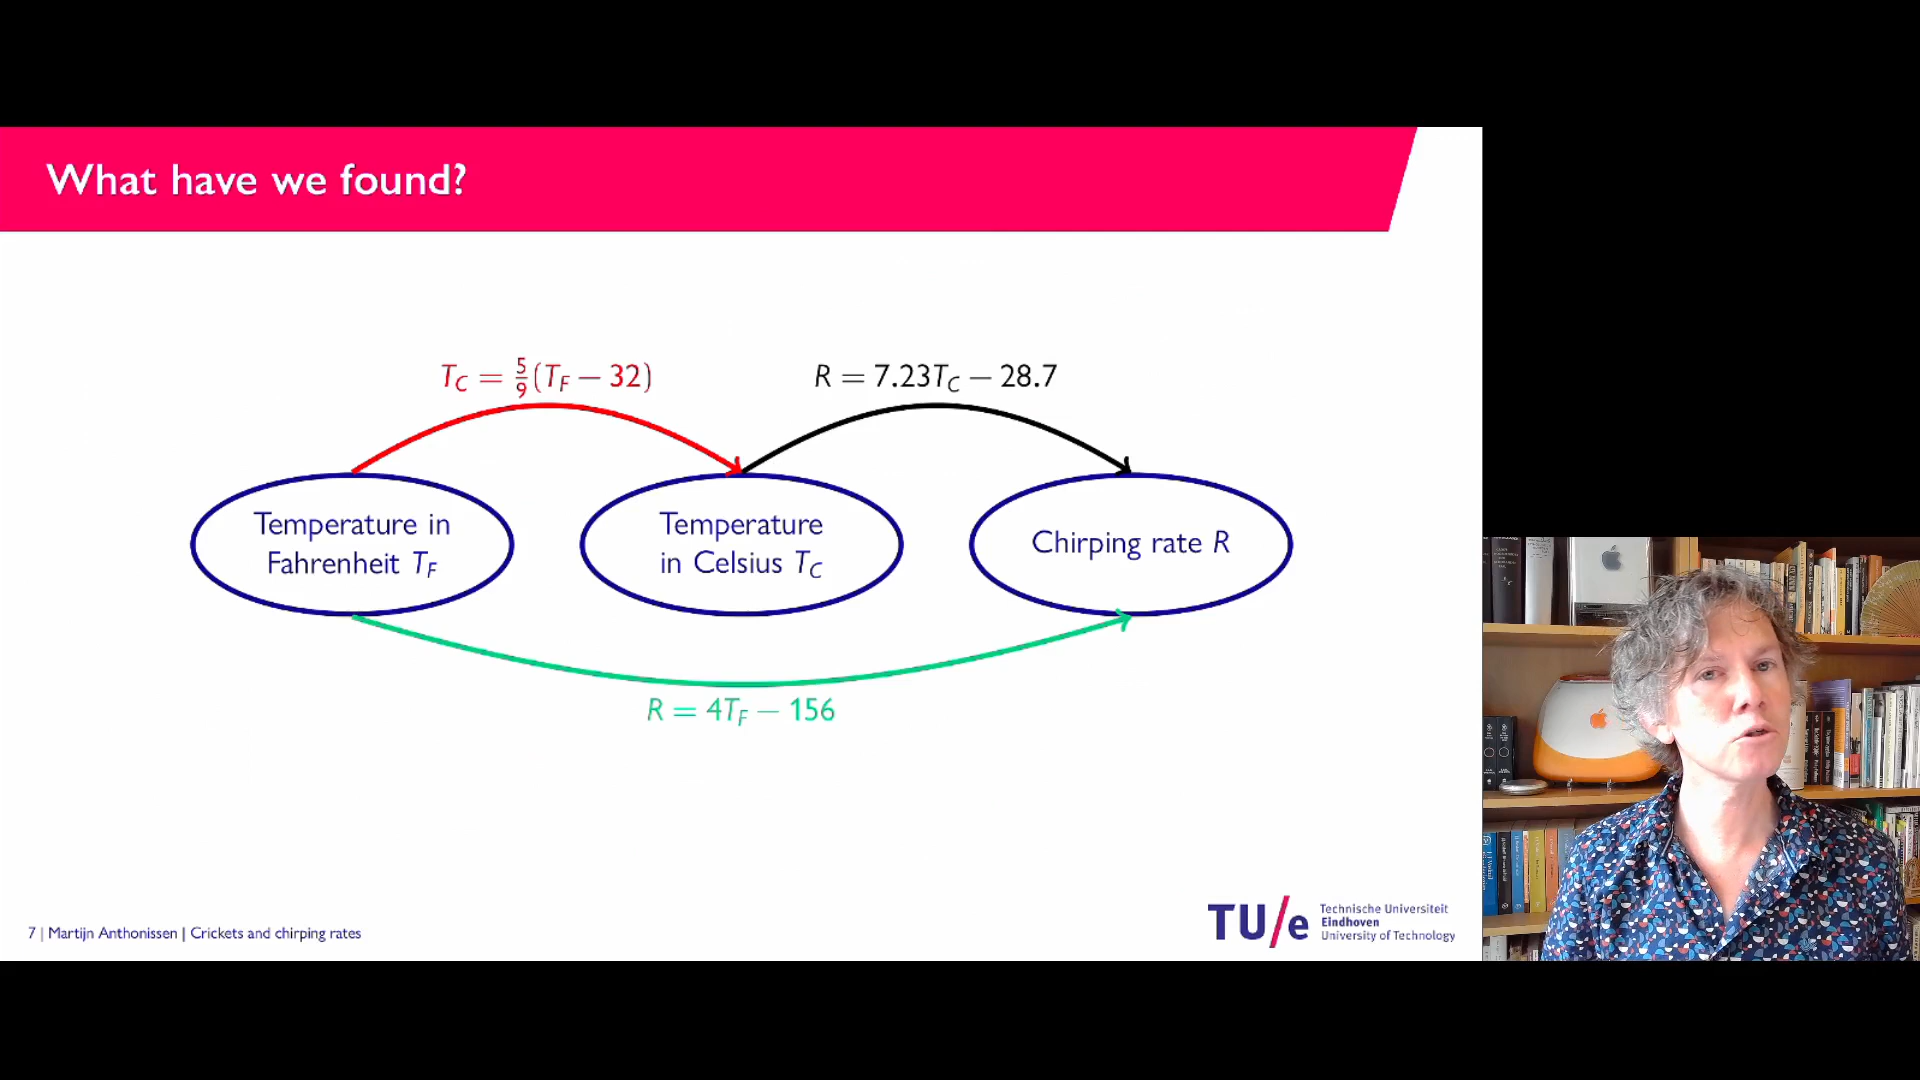 What have we found?
T_C = 5/9 (T_F − 32)
R = 7.23T_C − 28.7
Temperature in
Fahrenheit T_F
Temperature
in Celsius T_C
Chirping rate R
R = 4T_F − 156
7 | Martijn Anthonissen | Crickets and chirping rates
TU/e
Technische Universiteit
Eindhoven
University of Technology